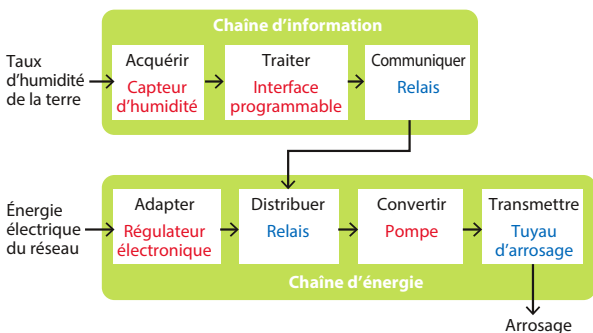 Chaîne d'information
Taux
d'humidité
de la terre
Acquérir
Capteur
d'humidité
Traiter
Interface
programmable
Communiquer
Relais
Énergie
électrique
du réseau
Adapter
Régulateur
électronique
Distribuer
Relais
Convertir
Pompe
Transmettre
Tuyau
d'arrosage
Chaîne d'énergie
Arrosage